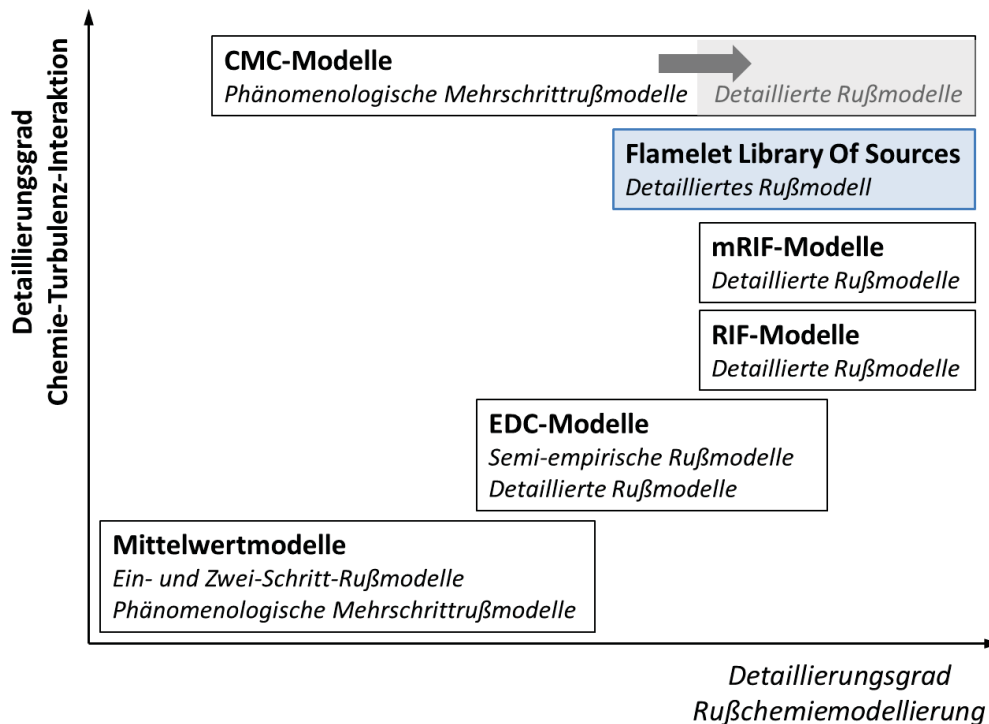 Detaillierungsgrad
Chemie-Turbulenz-Interaktion
CMC-Modelle
Phänomenologische Mehrschrittrußmodelle Detaillierte Rußmodelle
Flamelet Library Of Sources
Detailliertes Rußmodell
mRIF-Modelle
Detaillierte Rußmodelle
RIF-Modelle
Detaillierte Rußmodelle
EDC-Modelle
Semi-empirische Rußmodelle
Detaillierte Rußmodelle
Mittelwertmodelle
Ein- und Zwei-Schritt-Rußmodelle
Phänomenologische Mehrschrittrußmodelle
Detaillierungsgrad
Rußchemiemodellierung